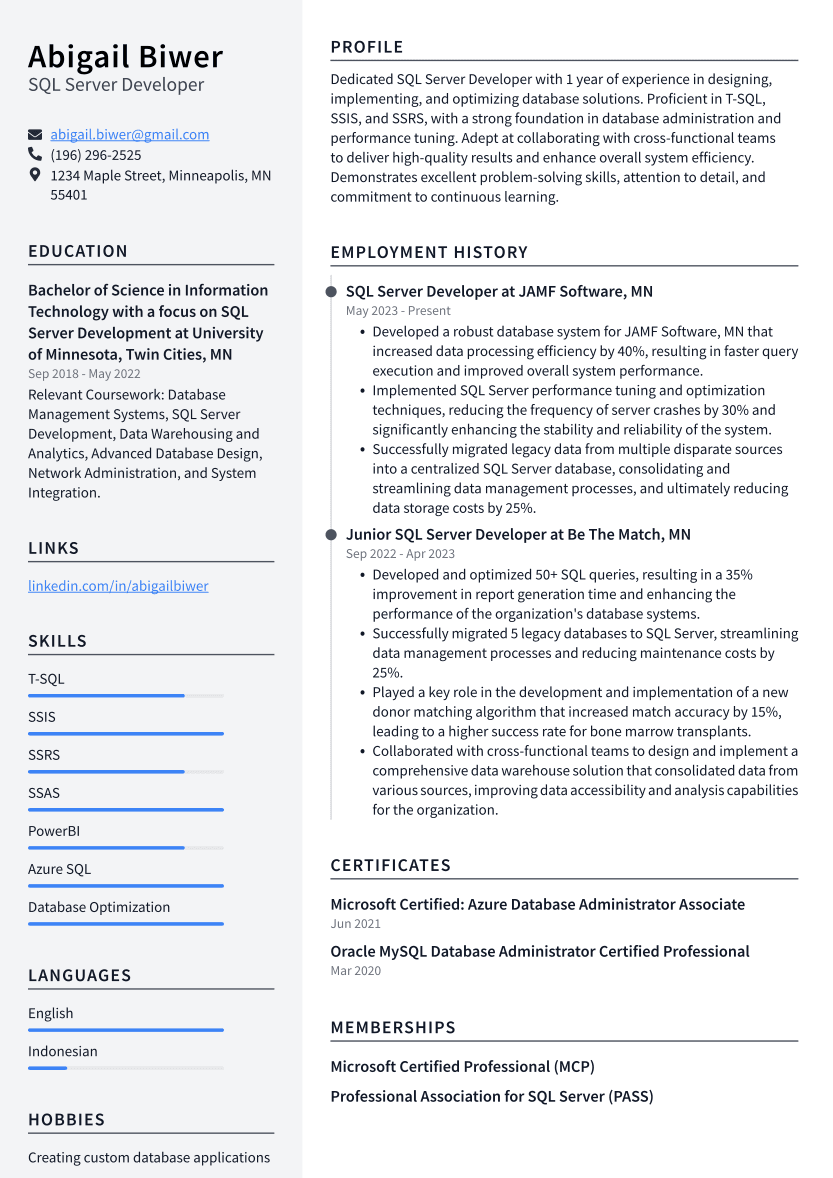 Abigail Biwer
SQL Server Developer
abigail.biwer@gmail.com
(196) 296-2525
1234 Maple Street, Minneapolis, MN
55401
EDUCATION
Bachelor of Science in Information
Technology with a focus on SQL
Server Development at University
of Minnesota, Twin Cities, MN
Sep 2018 - May 2022
Relevant Coursework: Database
Management Systems, SQL Server
Development, Data Warehousing and
Analytics, Advanced Database Design,
Network Administration, and System
Integration.
LINKS
linkedin.com/in/abigailbiwer
SKILLS
T-SQL
SSIS
SSRS
SSAS
PowerBI
Azure SQL
Database Optimization
LANGUAGES
English
Indonesian
HOBBIES
Creating custom database applications
PROFILE
Dedicated SQL Server Developer with 1 year of experience in designing,
implementing, and optimizing database solutions. Proficient in T-SQL,
SSIS, and SSRS, with a strong foundation in database administration and
performance tuning. Adept at collaborating with cross-functional teams
to deliver high-quality results and enhance overall system efficiency.
Demonstrates excellent problem-solving skills, attention to detail, and
commitment to continuous learning.
EMPLOYMENT HISTORY
SQL Server Developer at JAMF Software, MN
May 2023 - Present
• Developed a robust database system for JAMF Software, MN that
increased data processing efficiency by 40%, resulting in faster query
execution and improved overall system performance.
• Implemented SQL Server performance tuning and optimization
techniques, reducing the frequency of server crashes by 30% and
significantly enhancing the stability and reliability of the system.
• Successfully migrated legacy data from multiple disparate sources
into a centralized SQL Server database, consolidating and
streamlining data management processes, and ultimately reducing
data storage costs by 25%.
Junior SQL Server Developer at Be The Match, MN
Sep 2022 - Apr 2023
• Developed and optimized 50+ SQL queries, resulting in a 35%
improvement in report generation time and enhancing the
performance of the organization's database systems.
• Successfully migrated 5 legacy databases to SQL Server, streamlining
data management processes and reducing maintenance costs by
25%.
• Played a key role in the development and implementation of a new
donor matching algorithm that increased match accuracy by 15%,
leading to a higher success rate for bone marrow transplants.
• Collaborated with cross-functional teams to design and implement a
comprehensive data warehouse solution that consolidated data from
various sources, improving data accessibility and analysis capabilities
for the organization.
CERTIFICATES
Microsoft Certified: Azure Database Administrator Associate
Jun 2021
Oracle MySQL Database Administrator Certified Professional
Mar 2020
MEMBERSHIPS
Microsoft Certified Professional (MCP)
Professional Association for SQL Server (PASS)